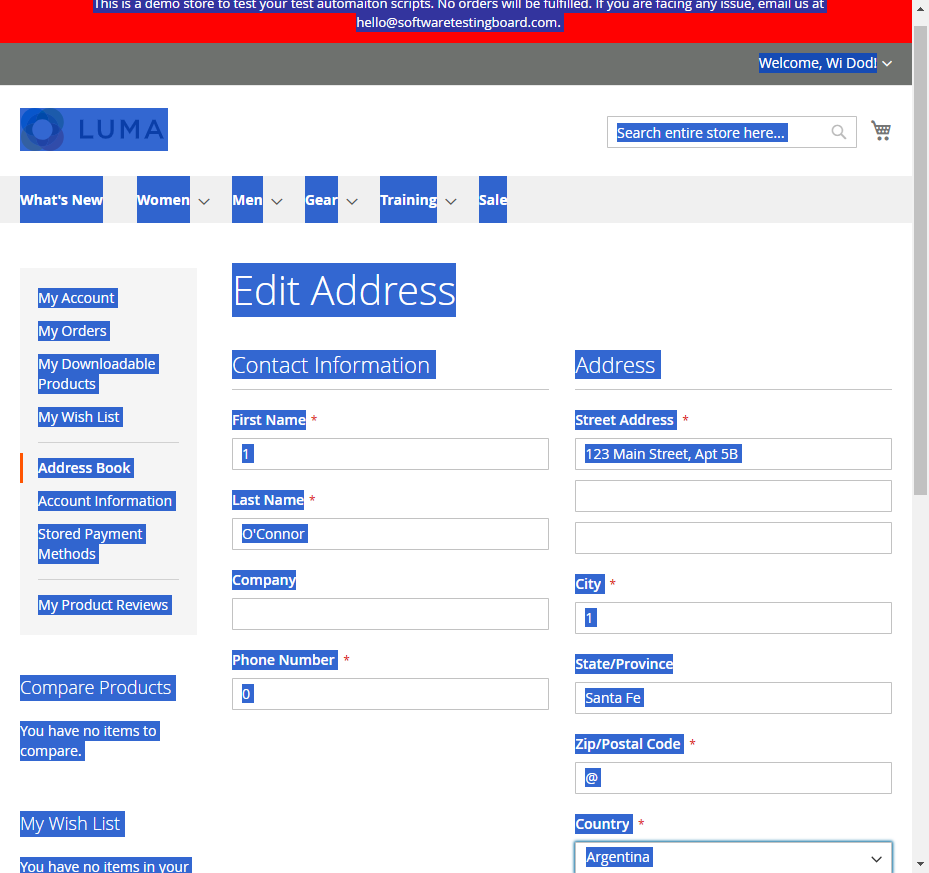 This is a demo store to test your test automaiton scripts. No orders will be fulfilled. If you are facing any issue, email us at
hello@softwaretestingboard.com.
Welcome, Wi Dod!
LUMA
Search entire store here...
What's New Women Men Gear Training Sale
My Account
My Orders
My Downloadable
Products
My Wish List
Address Book
Account Information
Stored Payment
Methods
My Product Reviews
Compare Products
You have no items to
compare.
My Wish List
You have no items in your
Edit Address
Contact Information
First Name *
1
Last Name *
O'Connor
Company
Phone Number *
0
Address
Street Address *
123 Main Street, Apt 5B
City *
1
State/Province
Santa Fe
Zip/Postal Code *
@
Country *
Argentina